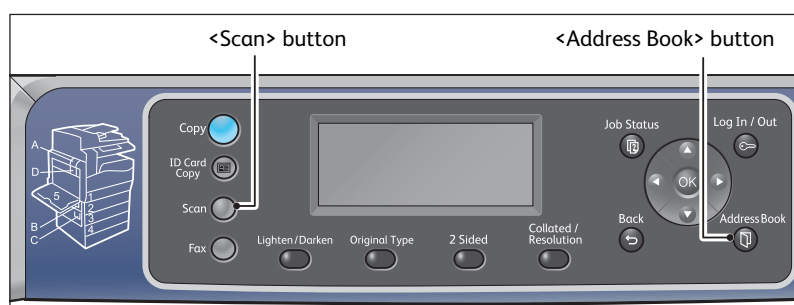 <Scan> button
<Address Book> button
Copy
ID Card
Copy
Scan
Fax
Lighten/Darken
Original Type
2 Sided
Collated /
Resolution
Job Status
Log In / Out
OK
Back
Address Book
A
D
5
1
B
2
C
3
4